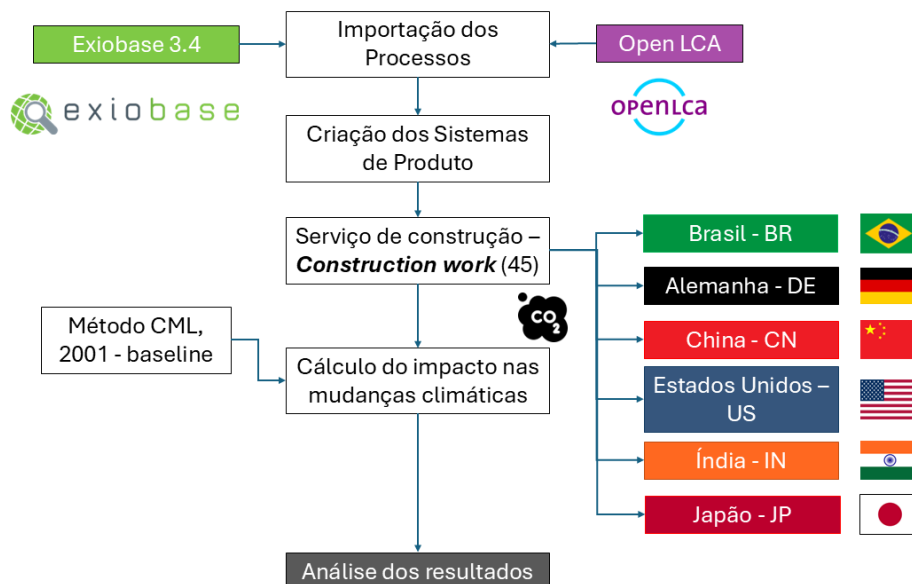 Exiobase 3.4
Importação dos
Processos
Open LCA
exiobase
openLca
Criação dos Sistemas
de Produto
Serviço de construção –
Construction work (45)
Brasil - BR
Alemanha - DE
CO2
Método CML,
2001 - baseline
China - CN
Cálculo do impacto nas
mudanças climáticas
Estados Unidos –
US
Índia - IN
Japão - JP
Análise dos resultados